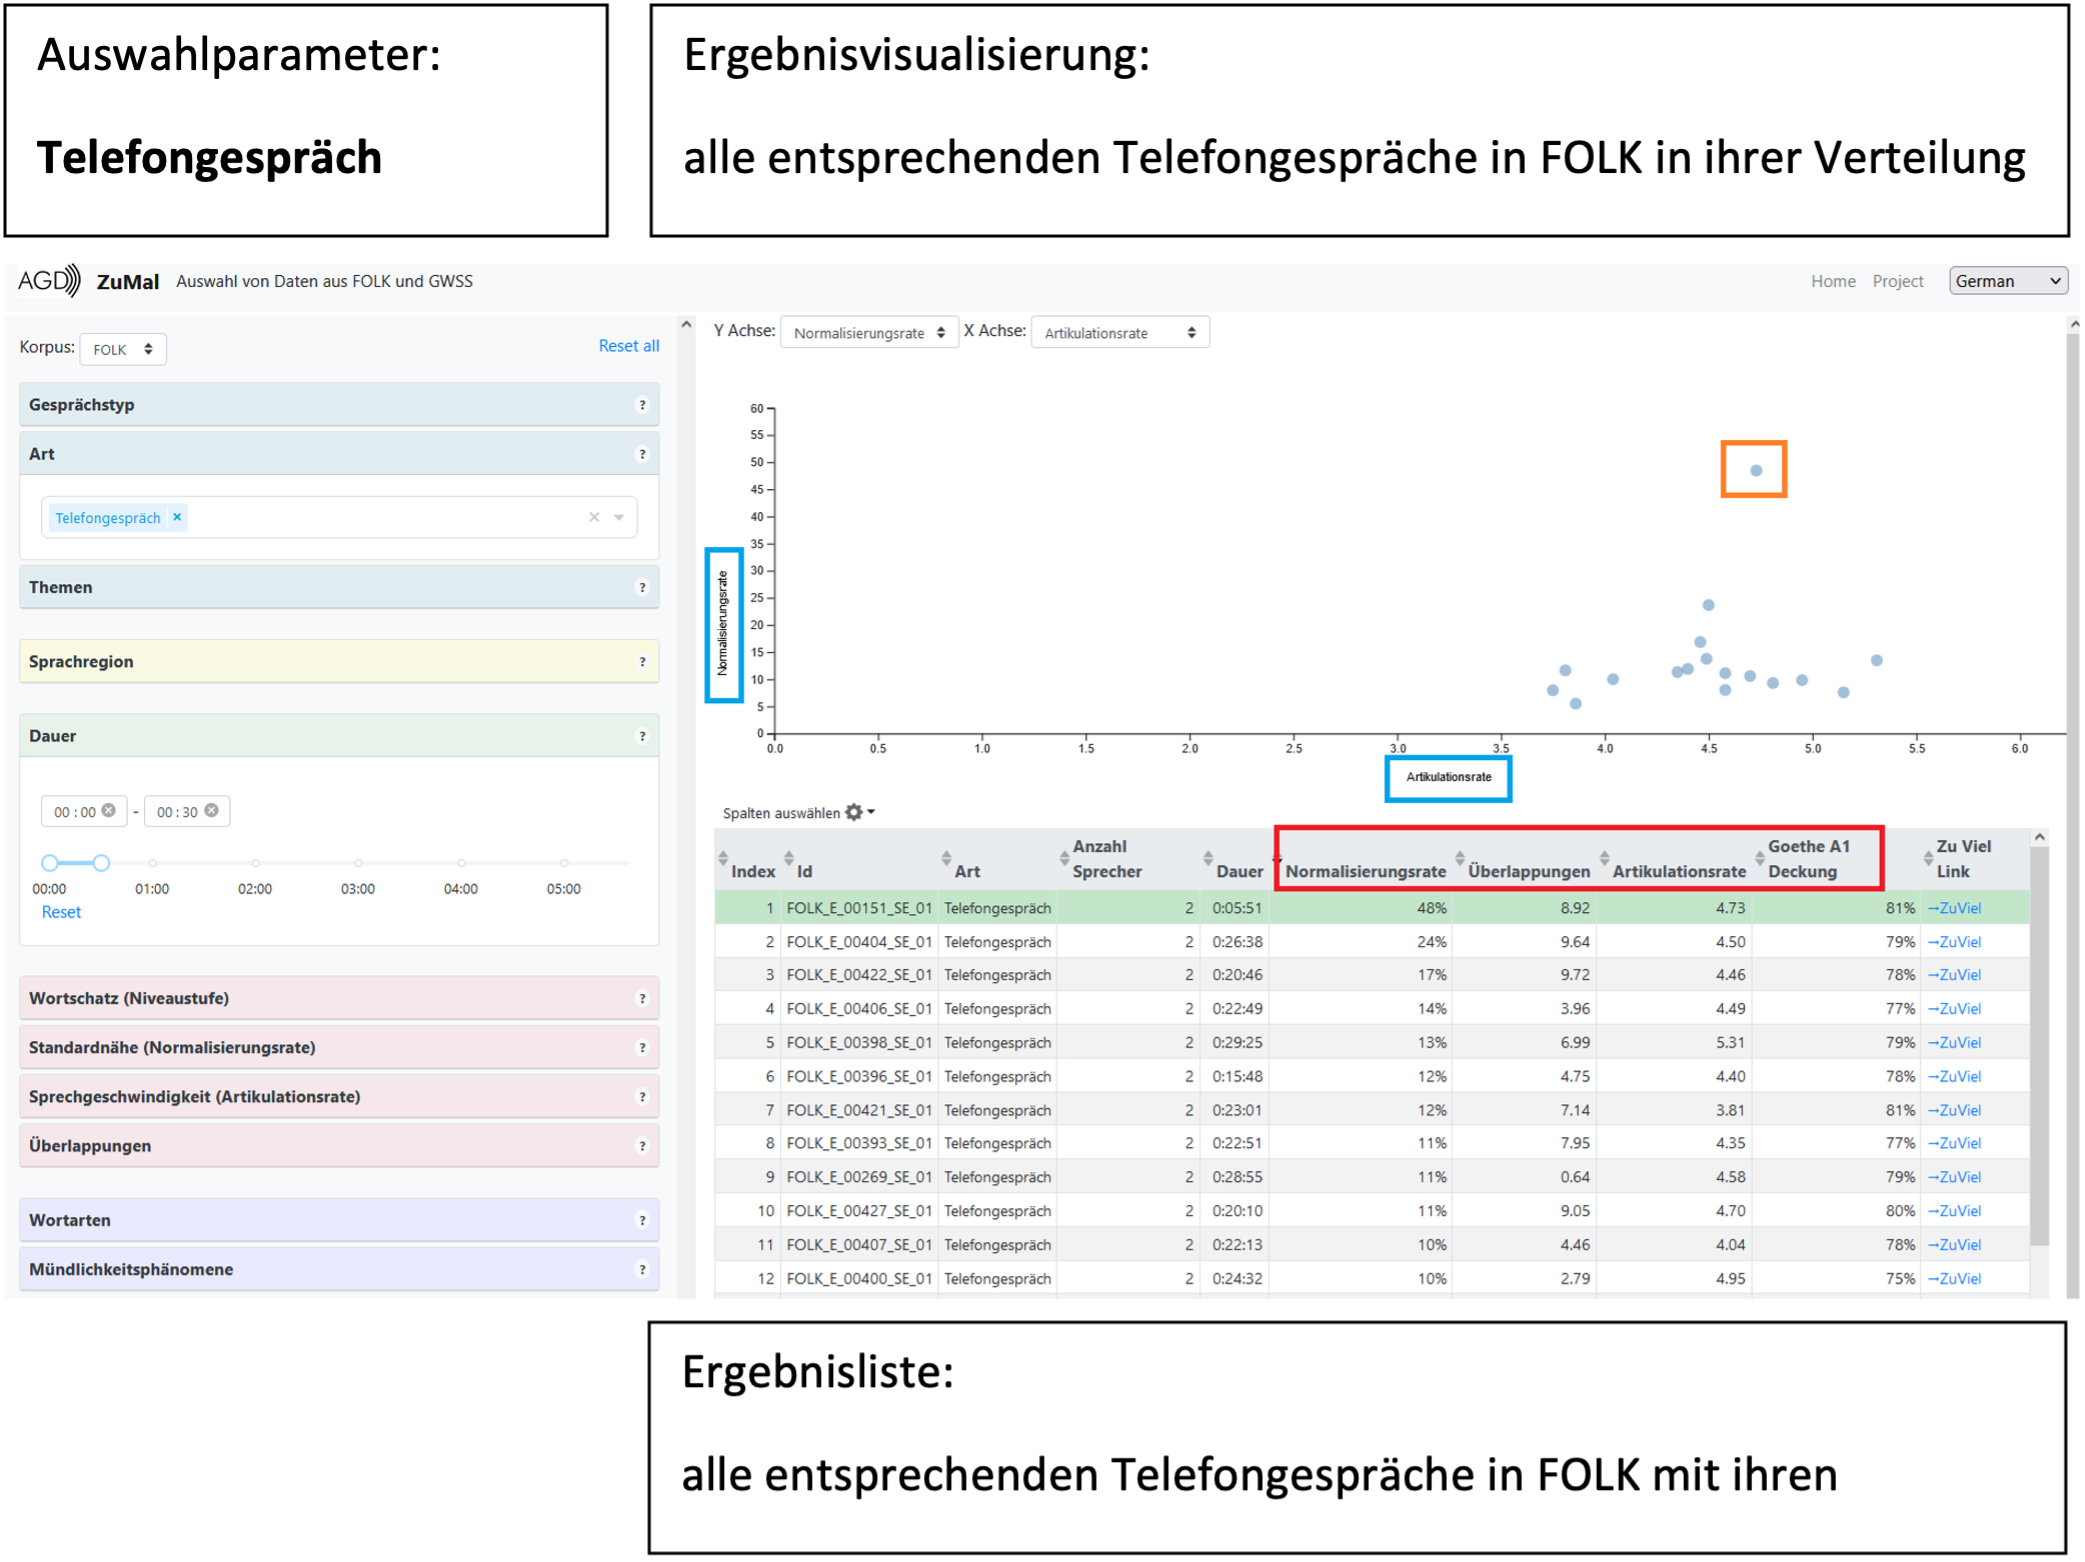 Auswahlparameter:
Telefongespräch
Ergebnisvisualisierung:
alle entsprechenden Telefongespräche in FOLK in ihrer Verteilung
AGD ZuMal Auswahl von Daten aus FOLK und GWSS Home Project German
Korpus: FOLK Reset all
Gesprächstyp ?
Art ?
Telefongespräch × ×
Themen ?
Sprachregion ?
Dauer ?
00 : 00 - 00 : 30
00:00 01:00 02:00 03:00 04:00 05:00
Reset
Wortschatz (Niveaustufe) ?
Standardnähe (Normalisierungsrate) ?
Sprechgeschwindigkeit (Artikulationsrate) ?
Überlappungen ?
Wortarten ?
Mündlichkeitsphänomene ?
Y Achse: Normalisierungsrate X Achse: Artikulationsrate
60
55
50
45
40
35
30
25
20
15
10
5
0
Normalisierungsrate
0.0 0.5 1.0 1.5 2.0 2.5 3.0 3.5 4.0 4.5 5.0 5.5 6.0
Artikulationsrate
Spalten auswählen
Index Id Art Anzahl Sprecher Dauer Normalisierungsrate Überlappungen Artikulationsrate Goethe A1 Deckung Zu Viel Link
1 FOLK_E_00151_SE_01 Telefongespräch 2 0:05:51 48% 8.92 4.73 81% →ZuViel
2 FOLK_E_00404_SE_01 Telefongespräch 2 0:26:38 24% 9.64 4.50 79% →ZuViel
3 FOLK_E_00422_SE_01 Telefongespräch 2 0:20:46 17% 9.72 4.46 78% →ZuViel
4 FOLK_E_00406_SE_01 Telefongespräch 2 0:22:49 14% 3.96 4.49 77% →ZuViel
5 FOLK_E_00398_SE_01 Telefongespräch 2 0:29:25 13% 6.99 5.31 79% →ZuViel
6 FOLK_E_00396_SE_01 Telefongespräch 2 0:15:48 12% 4.75 4.40 78% →ZuViel
7 FOLK_E_00421_SE_01 Telefongespräch 2 0:23:01 12% 7.14 3.81 81% →ZuViel
8 FOLK_E_00393_SE_01 Telefongespräch 2 0:22:51 11% 7.95 4.35 77% →ZuViel
9 FOLK_E_00269_SE_01 Telefongespräch 2 0:28:55 11% 0.64 4.58 79% →ZuViel
10 FOLK_E_00427_SE_01 Telefongespräch 2 0:20:10 11% 9.05 4.70 80% →ZuViel
11 FOLK_E_00407_SE_01 Telefongespräch 2 0:22:13 10% 4.46 4.04 78% →ZuViel
12 FOLK_E_00400_SE_01 Telefongespräch 2 0:24:32 10% 2.79 4.95 75% →ZuViel
Ergebnisliste:
alle entsprechenden Telefongespräche in FOLK mit ihren